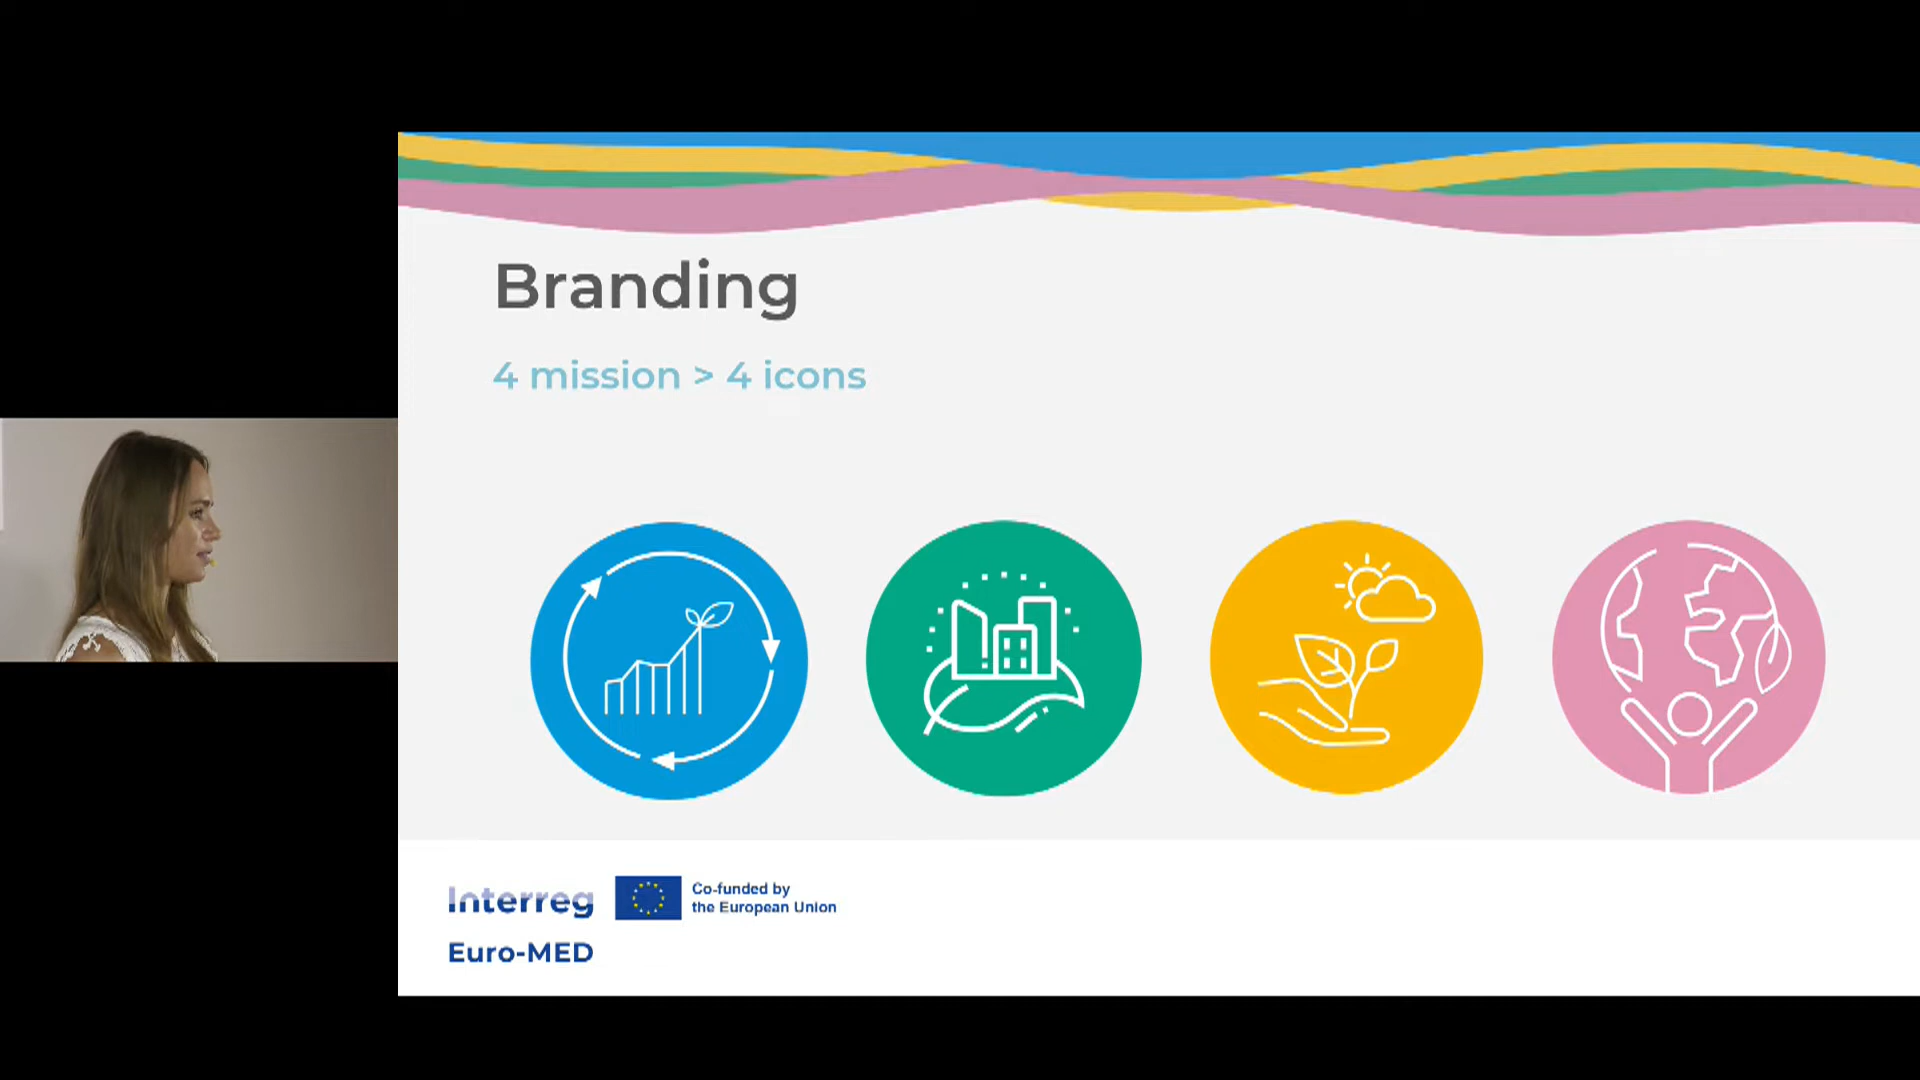 Branding
4 mission > 4 icons
Interreg
Co-funded by
the European Union
Euro-MED